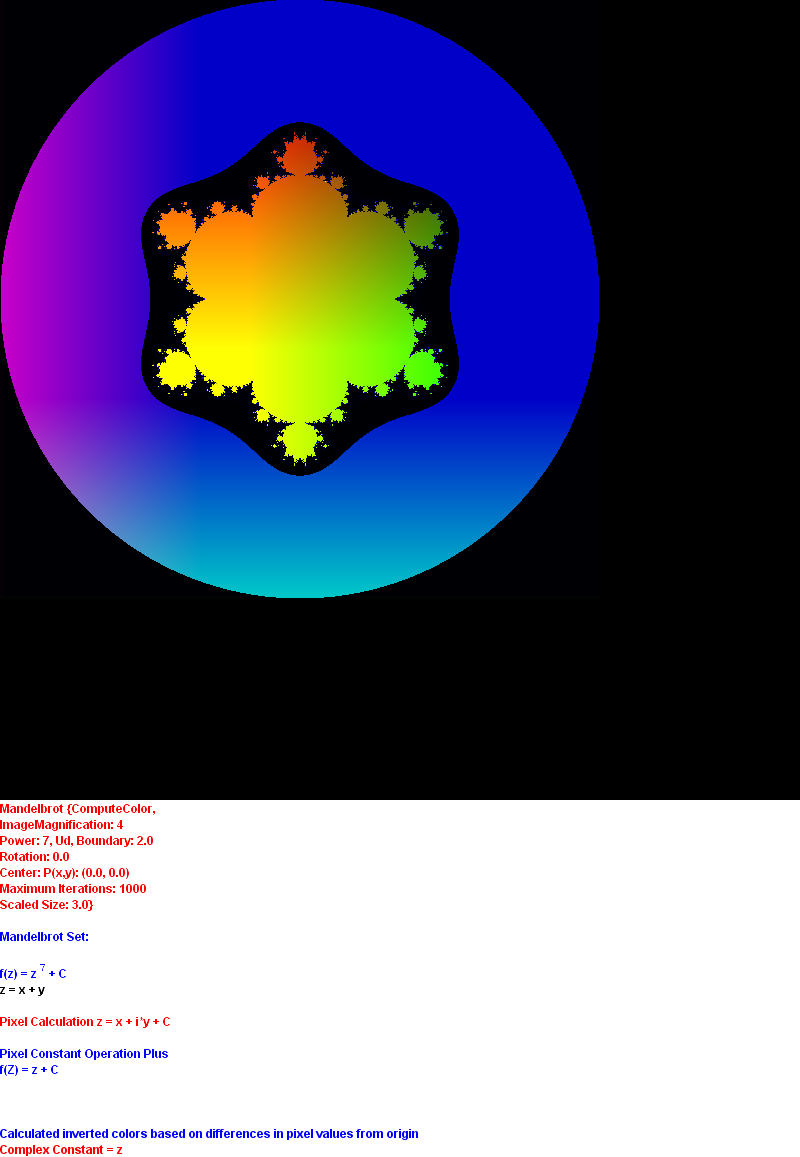 Mandelbrot {ComputeColor,
ImageMagnification: 4
Power: 7, Ud, Boundary: 2.0
Rotation: 0.0
Center: P(x,y): (0.0, 0.0)
Maximum Iterations: 1000
Scaled Size: 3.0}
Mandelbrot Set:
f(z) = z ⁷ + C
z = x + y
Pixel Calculation z = x + i*y + C
Pixel Constant Operation Plus
f(Z) = z + C
Calculated inverted colors based on differences in pixel values from origin
Complex Constant = z